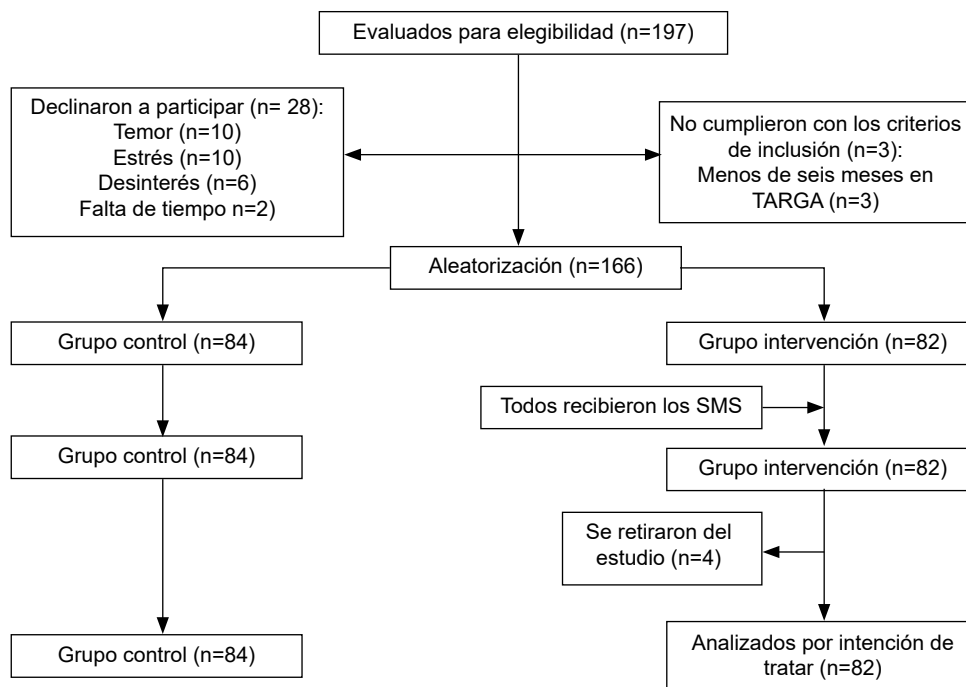 Evaluados para elegibilidad (n=197)
Declinaron a participar (n= 28):
Temor (n=10)
Estrés (n=10)
Desinterés (n=6)
Falta de tiempo n=2)
No cumplieron con los criterios
de inclusión (n=3):
Menos de seis meses en
TARGA (n=3)
Aleatorización (n=166)
Grupo control (n=84)
Grupo intervención (n=82)
Todos recibieron los SMS
Grupo control (n=84)
Grupo intervención (n=82)
Se retiraron del
estudio (n=4)
Grupo control (n=84)
Analizados por intención de
tratar (n=82)